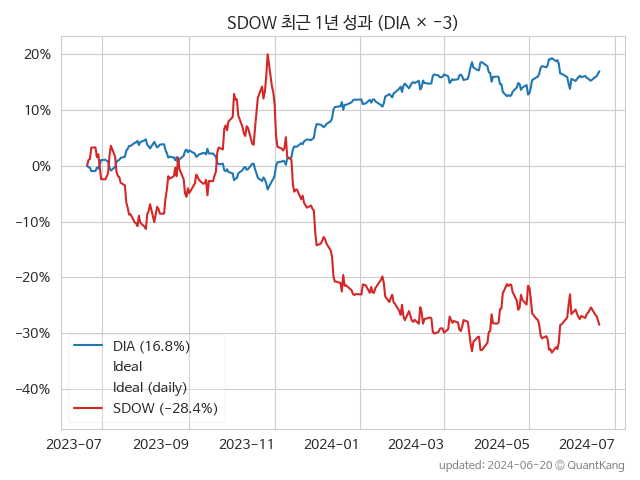 SDOW 최근 1년 성과 (DIA × −3)
20%
10%
0%
−10%
−20%
−30%
−40%
DIA (16.8%)
Ideal
Ideal (daily)
SDOW (−28.4%)
2023-07
2023-09
2023-11
2024-01
2024-03
2024-05
2024-07
updated: 2024-06-20 © QuantKang